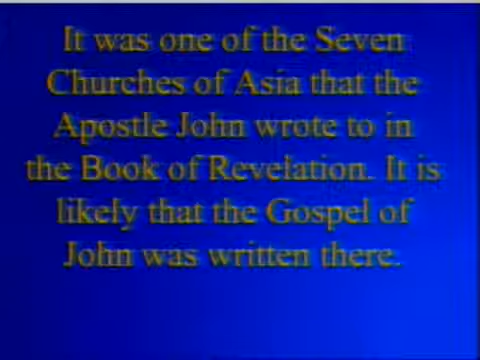 It was one of the Seven
Churches of Asia that the
Apostle John wrote to in
the Book of Revelation. It is
likely that the Gospel of
John was written there.